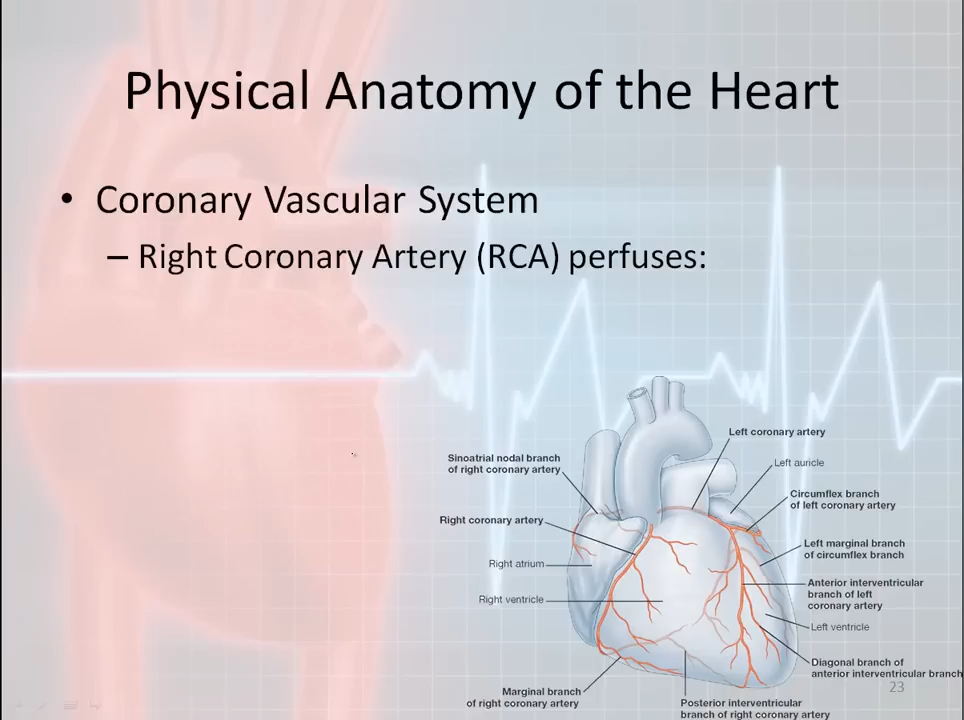 Physical Anatomy of the Heart
• Coronary Vascular System
– Right Coronary Artery (RCA) perfuses:
Left coronary artery
Sinoatrial nodal branch
of right coronary artery
Left auricle
Circumflex branch
of left coronary artery
Right coronary artery
Left marginal branch
of circumflex branch
Right atrium
Anterior interventricular
branch of left
coronary artery
Right ventricle
Left ventricle
Diagonal branch of
anterior interventricular branch
23
Marginal branch
of right coronary artery
Posterior interventricular
branch of right coronary artery